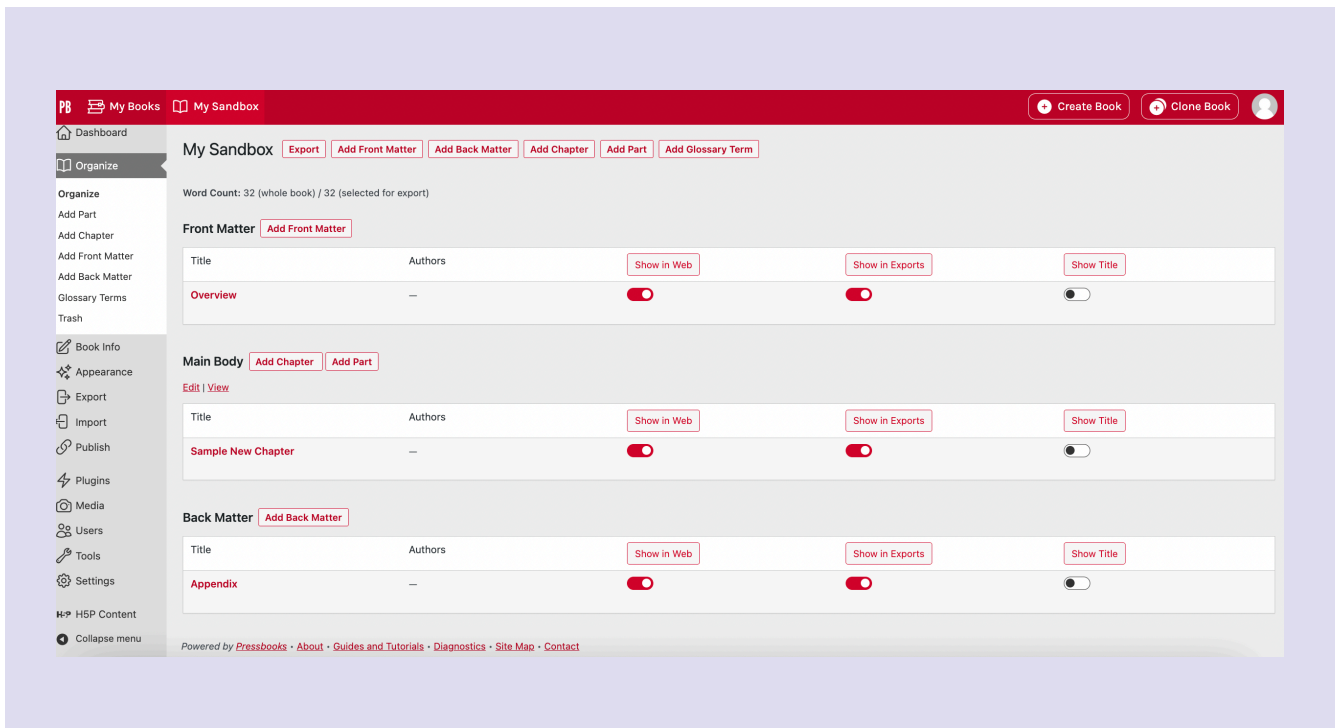 PB My Books My Sandbox Create Book Clone Book
Dashboard
Organize
Organize
Add Part
Add Chapter
Add Front Matter
Add Back Matter
Glossary Terms
Trash
Book Info
Appearance
Export
Import
Publish
Plugins
Media
Users
Tools
Settings
H5P H5P Content
Collapse menu
My Sandbox Export Add Front Matter Add Back Matter Add Chapter Add Part Add Glossary Term
Word Count: 32 (whole book) / 32 (selected for export)
Front Matter Add Front Matter
Title Authors Show in Web Show in Exports Show Title
Overview —
Main Body Add Chapter Add Part
Edit | View
Title Authors Show in Web Show in Exports Show Title
Sample New Chapter —
Back Matter Add Back Matter
Title Authors Show in Web Show in Exports Show Title
Appendix —
Powered by Pressbooks • About • Guides and Tutorials • Diagnostics • Site Map • Contact